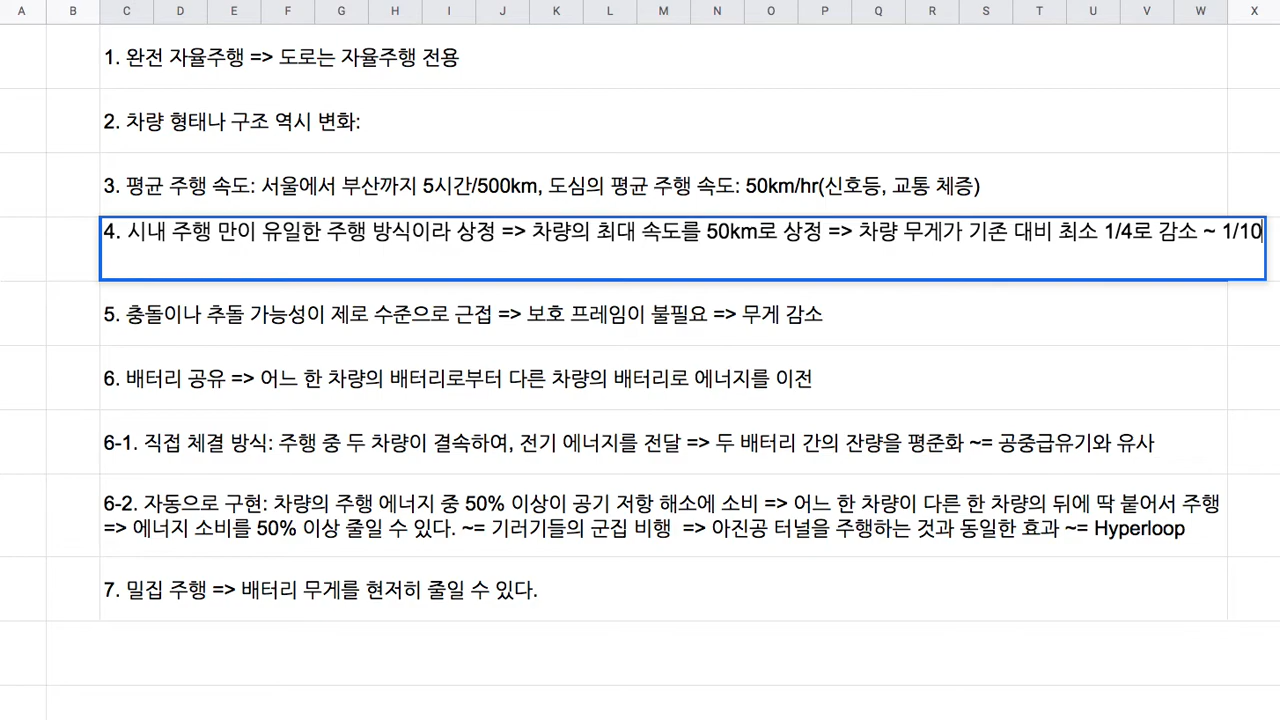 A B C D E F G H I J K L M N O P Q R S T U V W X
1. 완전 자율주행 => 도로는 자율주행 전용
2. 차량 형태나 구조 역시 변화:
3. 평균 주행 속도: 서울에서 부산까지 5시간/500km, 도심의 평균 주행 속도: 50km/hr(신호등, 교통 체증)
4. 시내 주행 만이 유일한 주행 방식이라 상정 => 차량의 최대 속도를 50km로 상정 => 차량 무게가 기존 대비 최소 1/4로 감소 ~ 1/10
5. 충돌이나 추돌 가능성이 제로 수준으로 근접 => 보호 프레임이 불필요 => 무게 감소
6. 배터리 공유 => 어느 한 차량의 배터리로부터 다른 차량의 배터리로 에너지를 이전
6-1. 직접 체결 방식: 주행 중 두 차량이 결속하여, 전기 에너지를 전달 => 두 배터리 간의 잔량을 평준화 ~= 공중급유기와 유사
6-2. 자동으로 구현: 차량의 주행 에너지 중 50% 이상이 공기 저항 해소에 소비 => 어느 한 차량이 다른 한 차량의 뒤에 딱 붙어서 주행
=> 에너지 소비를 50% 이상 줄일 수 있다. ~= 기러기들의 군집 비행 => 아진공 터널을 주행하는 것과 동일한 효과 ~= Hyperloop
7. 밀집 주행 => 배터리 무게를 현저히 줄일 수 있다.